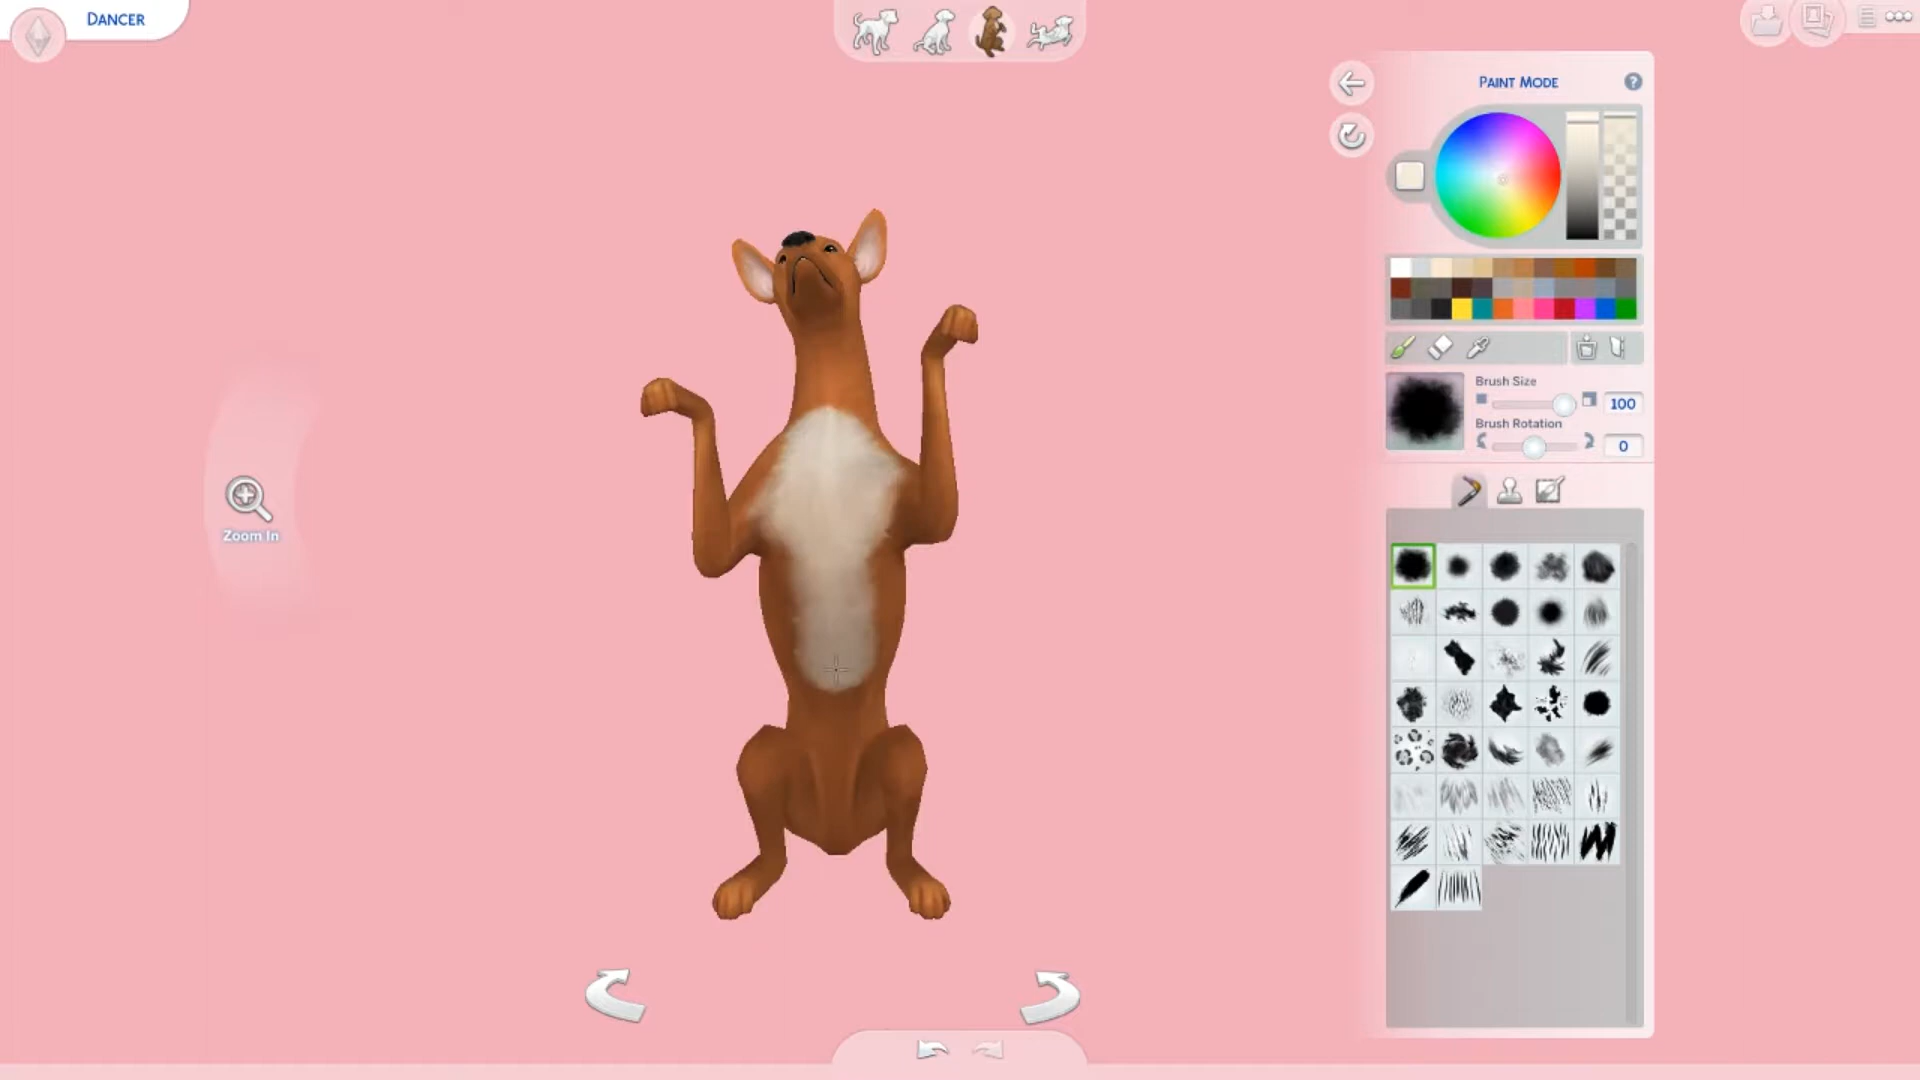 DANCER
PAINT MODE
?
Brush Size
100
Brush Rotation
0
Zoom In